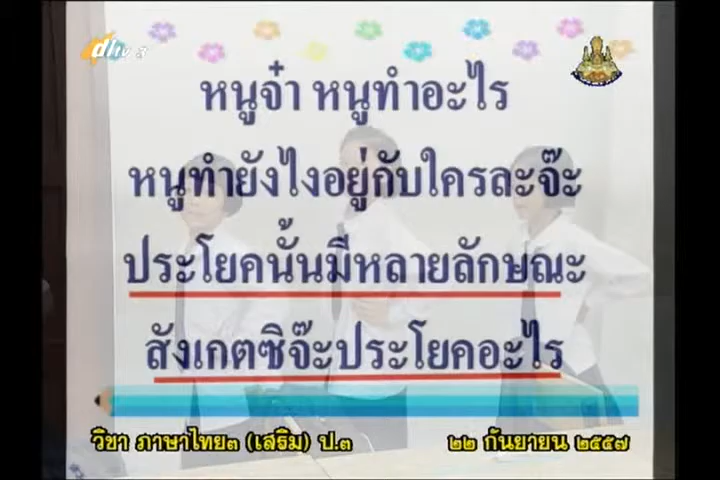 dltv 3
หนูจ๋า หนูทำอะไร
หนูทำยังไงอยู่กับใครละจ๊ะ
ประโยคนั้นมีหลายลักษณะ
สังเกตซิจ๊ะประโยคอะไร
วิชา ภาษาไทย๓ (เสริม) ป.๓
๒๒ กันยายน ๒๕๕๗